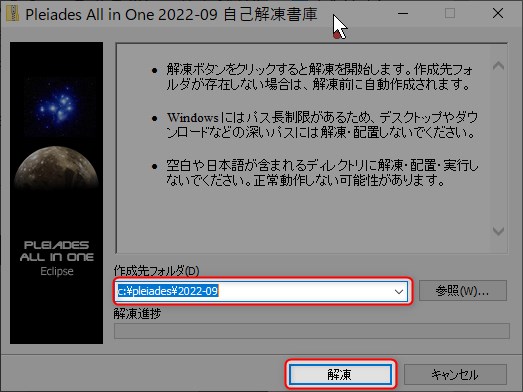 Pleiades All in One 2022-09 自己解凍書庫
• 解凍ボタンをクリックすると解凍を開始します。作成先フォ
ルダが存在しない場合は、解凍前に自動作成されます。
• Windows にはパス長制限があるため、デスクトップやダウ
ンロードなどの深いパスには解凍・配置しないでください。
• 空白や日本語が含まれるディレクトリに解凍・配置・実行し
ないでください。正常動作しない可能性があります。
PLEIADES
ALL IN ONE
Eclipse
作成先フォルダ(D)
c:¥pleiades¥2022-09
参照(W)...
解凍進捗
解凍
キャンセル